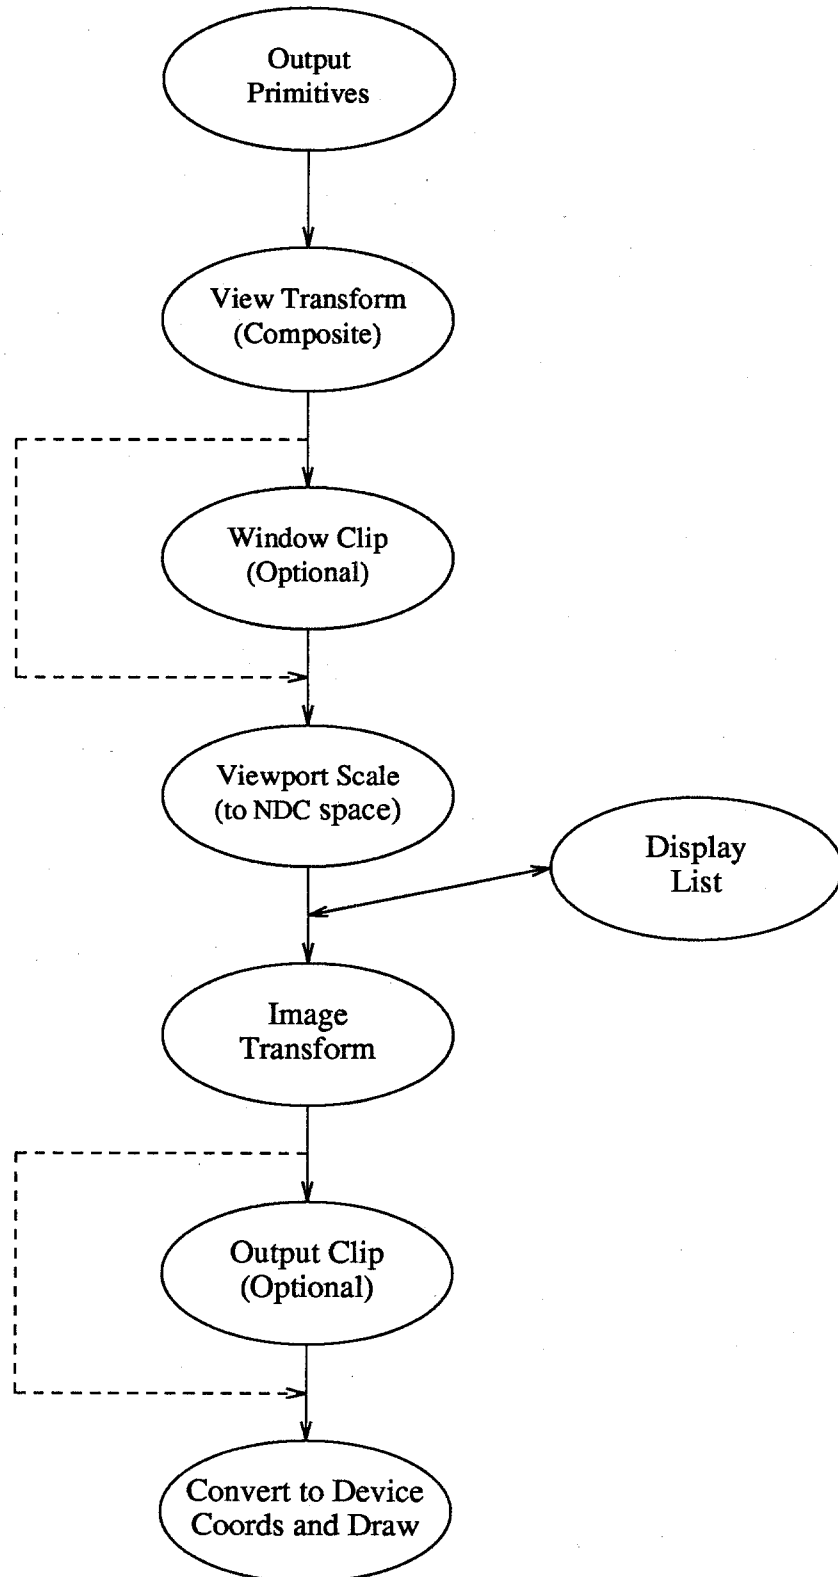 Output
Primitives
View Transform
(Composite)
Window Clip
(Optional)
Viewport Scale
(to NDC space)
Display
List
Image
Transform
Output Clip
(Optional)
Convert to Device
Coords and Draw